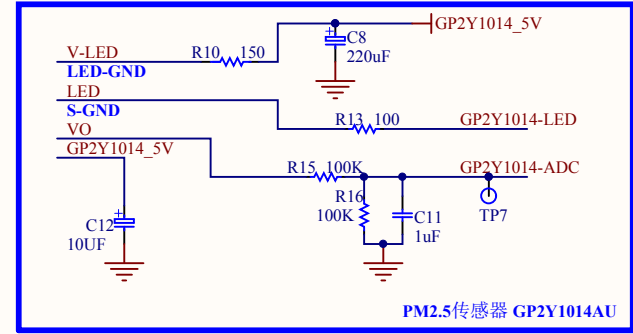 GP2Y1014_5V
C8
220uF
V-LED
R10 150
LED-GND
LED
S-GND
R13 100
GP2Y1014-LED
VO
GP2Y1014_5V
R15 100K
GP2Y1014-ADC
R16
100K
C11
1uF
TP7
C12
10UF
PM2.5传感器 GP2Y1014AU